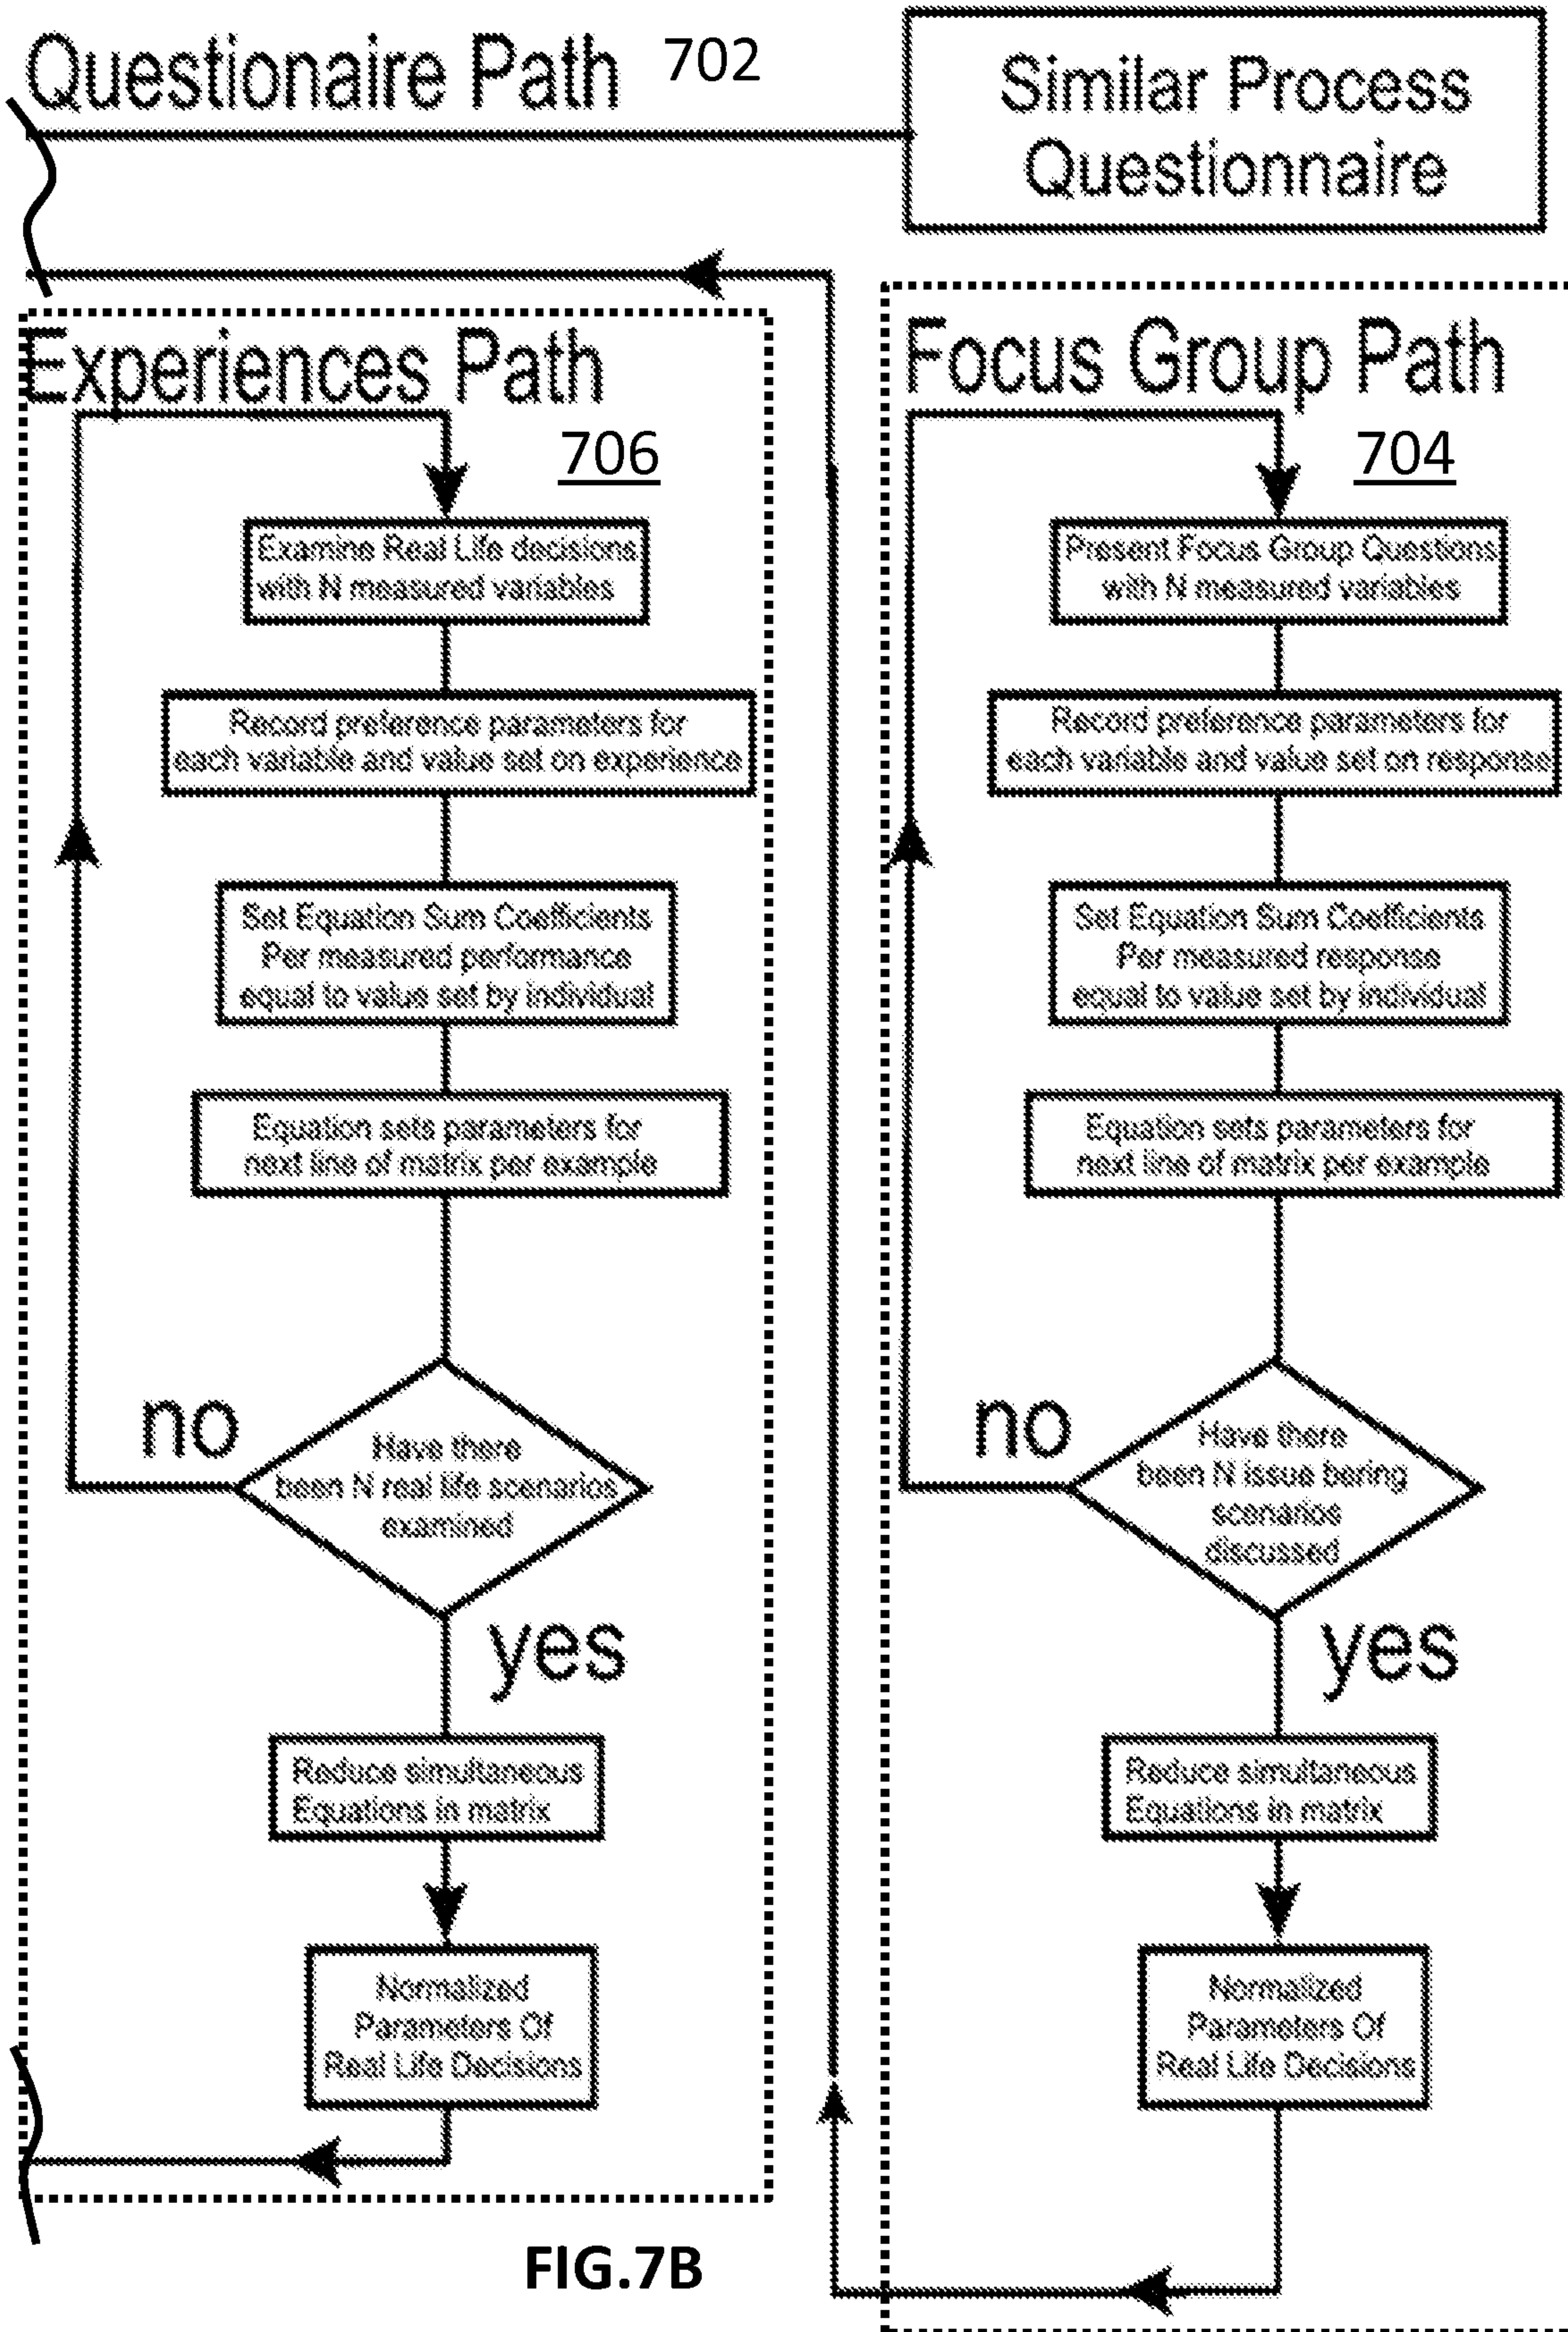 Questionaire Path 702
Similar Process
Questionnaire
Experiences Path
706
Examine Real Life decisions
with N measured variables
Record preference parameters for
each variable and value set on experience
Set Equation Sum Coefficients
Per measured performance
equal to value set by individual
Equation sets parameters for
next line of matrix per example
no
Have there
been N real life scenarios
examined
yes
Reduce simultaneous
Equations in matrix
Normalized
Parameters Of
Real Life Decisions
Focus Group Path
704
Present Focus Group Questions
with N measured variables
Record preference parameters for
each variable and value set on response
Set Equation Sum Coefficients
Per measured response
equal to value set by individual
Equation sets parameters for
next line of matrix per example
no
Have there
been N issue bering
scenarios
discussed
yes
Reduce simultaneous
Equations in matrix
Normalized
Parameters Of
Real Life Decisions
FIG.7B